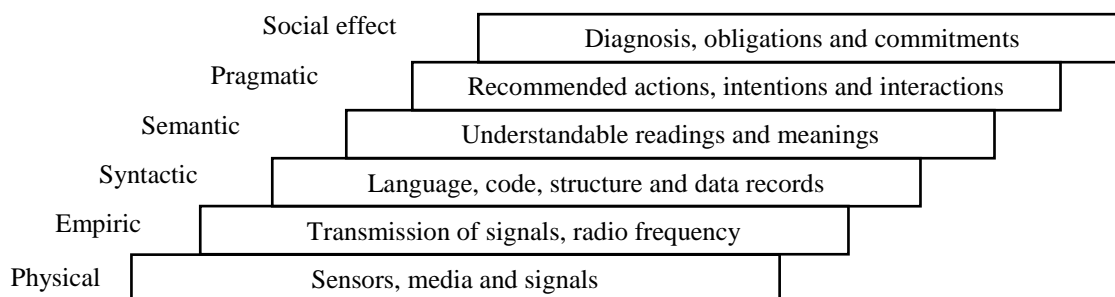 Social effect
Diagnosis, obligations and commitments
Pragmatic
Recommended actions, intentions and interactions
Semantic
Understandable readings and meanings
Syntactic
Language, code, structure and data records
Empiric
Transmission of signals, radio frequency
Physical
Sensors, media and signals